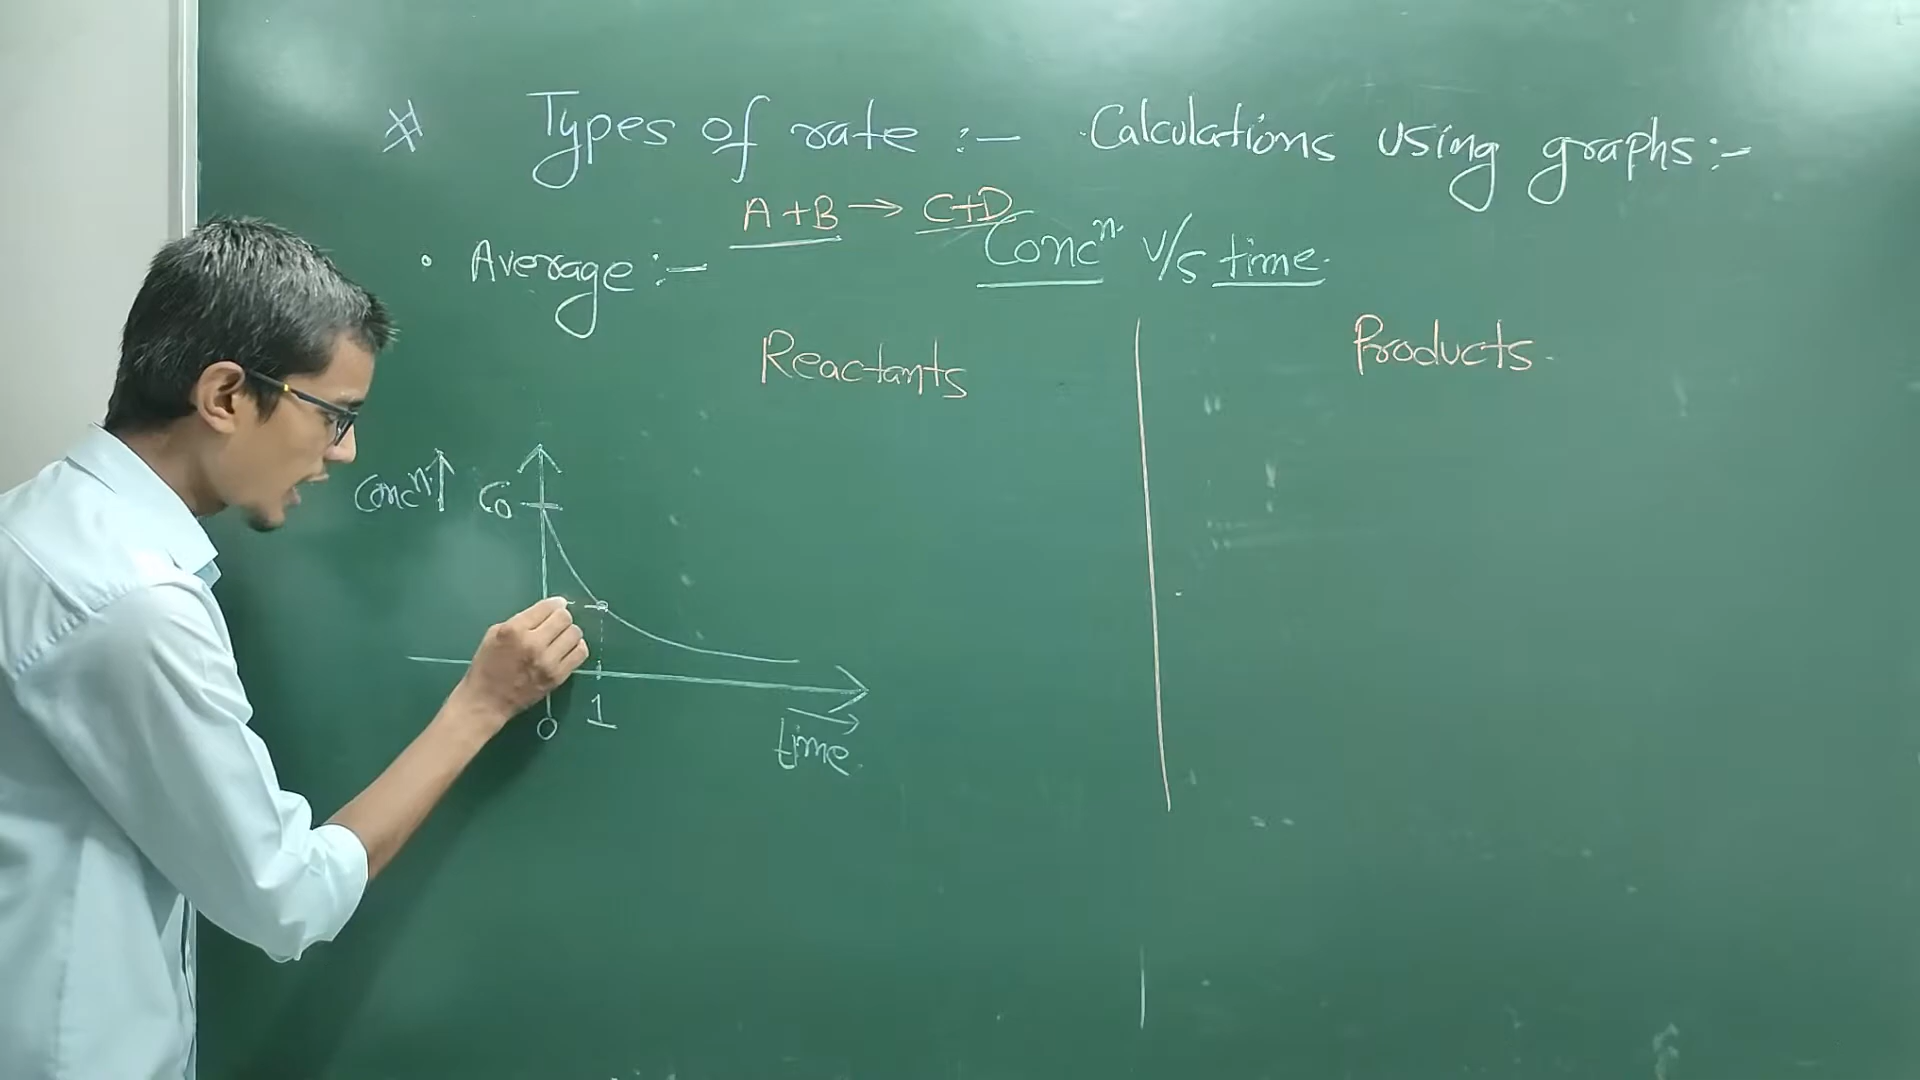 * Types of rate :- Calculations using graphs :-
A + B → C + D
• Average :- Concⁿ. v/s time.
Reactants
Products.
Concⁿ. ↑ C₀
0 1
time.